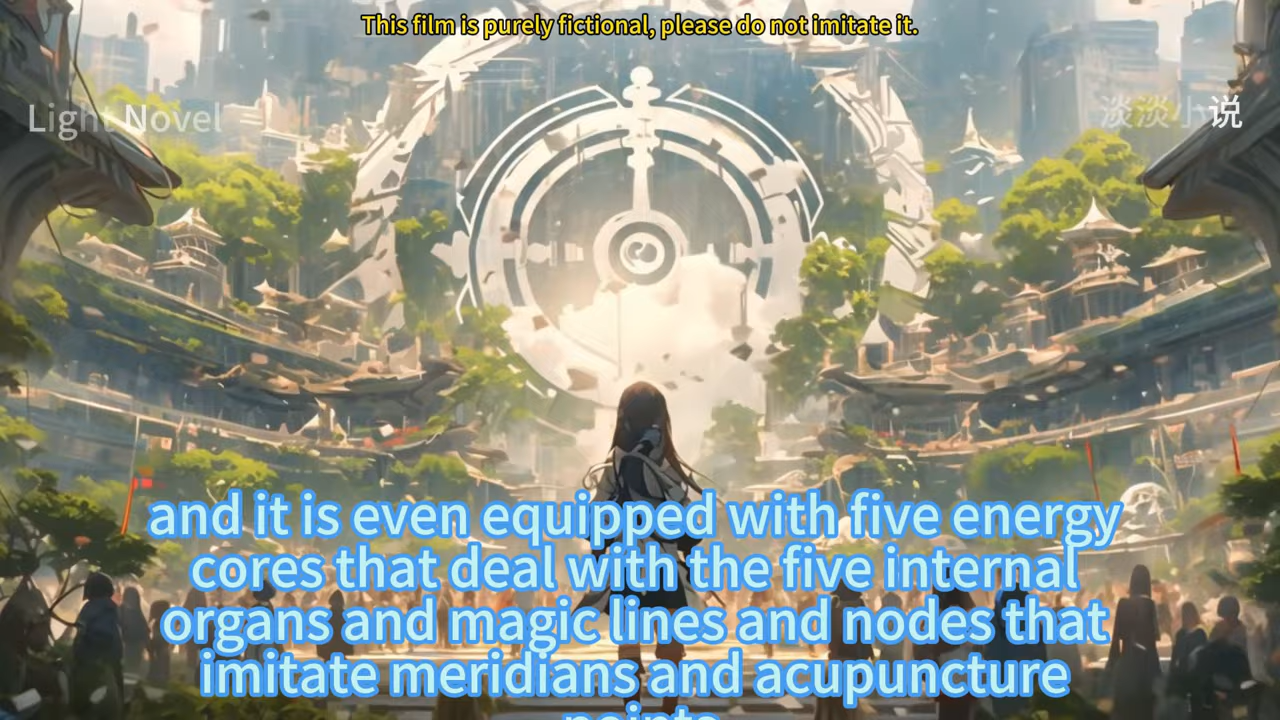 This film is purely fictional, please do not imitate it.
Light Novel
淡淡小说
and it is even equipped with five energy
cores that deal with the five internal
organs and magic lines and nodes that
imitate meridians and acupuncture
points